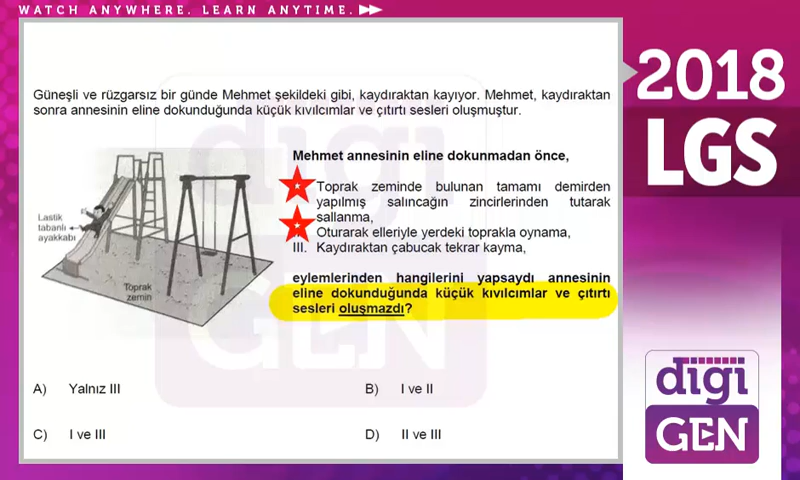 WATCH ANYWHERE. LEARN ANYTIME.
2018
LGS
Güneşli ve rüzgarsız bir günde Mehmet şekildeki gibi, kaydıraktan kayıyor. Mehmet, kaydıraktan
sonra annesinin eline dokunduğunda küçük kıvılcımlar ve çıtırtı sesleri oluşmuştur.
Lastik
tabanlı
ayakkabı
Toprak
zemin
Mehmet annesinin eline dokunmadan önce,
Toprak zeminde bulunan tamamı demirden
yapılmış salıncağın zincirlerinden tutarak
sallanma,
Oturarak elleriyle yerdeki toprakla oynama,
III. Kaydıraktan çabucak tekrar kayma,
eylemlerinden hangilerini yapsaydı annesinin
eline dokunduğunda küçük kıvılcımlar ve çıtırtı
sesleri oluşmazdı?
A) Yalnız III
B) I ve II
C) I ve III
D) II ve III
digi
GEN
digi
GEN